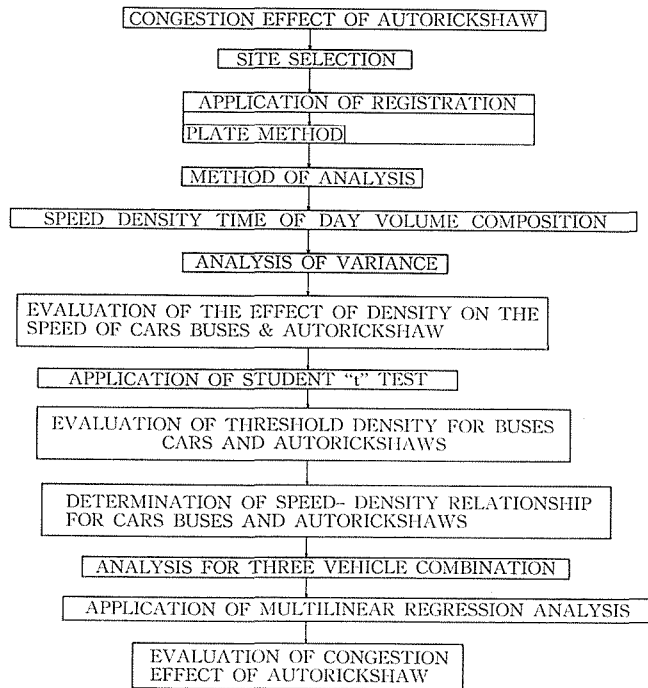 CONGESTION EFFECT OF AUTORICKSHAW
SITE SELECTION
APPLICATION OF REGISTRATION
PLATE METHOD
METHOD OF ANALYSIS
SPEED DENSITY TIME OF DAY VOLUME COMPOSITION
ANALYSIS OF VARIANCE
EVALUATION OF THE EFFECT OF DENSITY ON THE
SPEED OF CARS BUSES & AUTORICKSHAW
APPLICATION OF STUDENT “t” TEST
EVALUATION OF THRESHOLD DENSITY FOR BUSES
CARS AND AUTORICKSHAWS
DETERMINATION OF SPEED- DENSITY RELATIONSHIP
FOR CARS BUSES AND AUTORICKSHAWS
ANALYSIS FOR THREE VEHICLE COMBINATION
APPLICATION OF MULTILINEAR REGRESSION ANALYSIS
EVALUATION OF CONGESTION
EFFECT OF AUTORICKSHAW